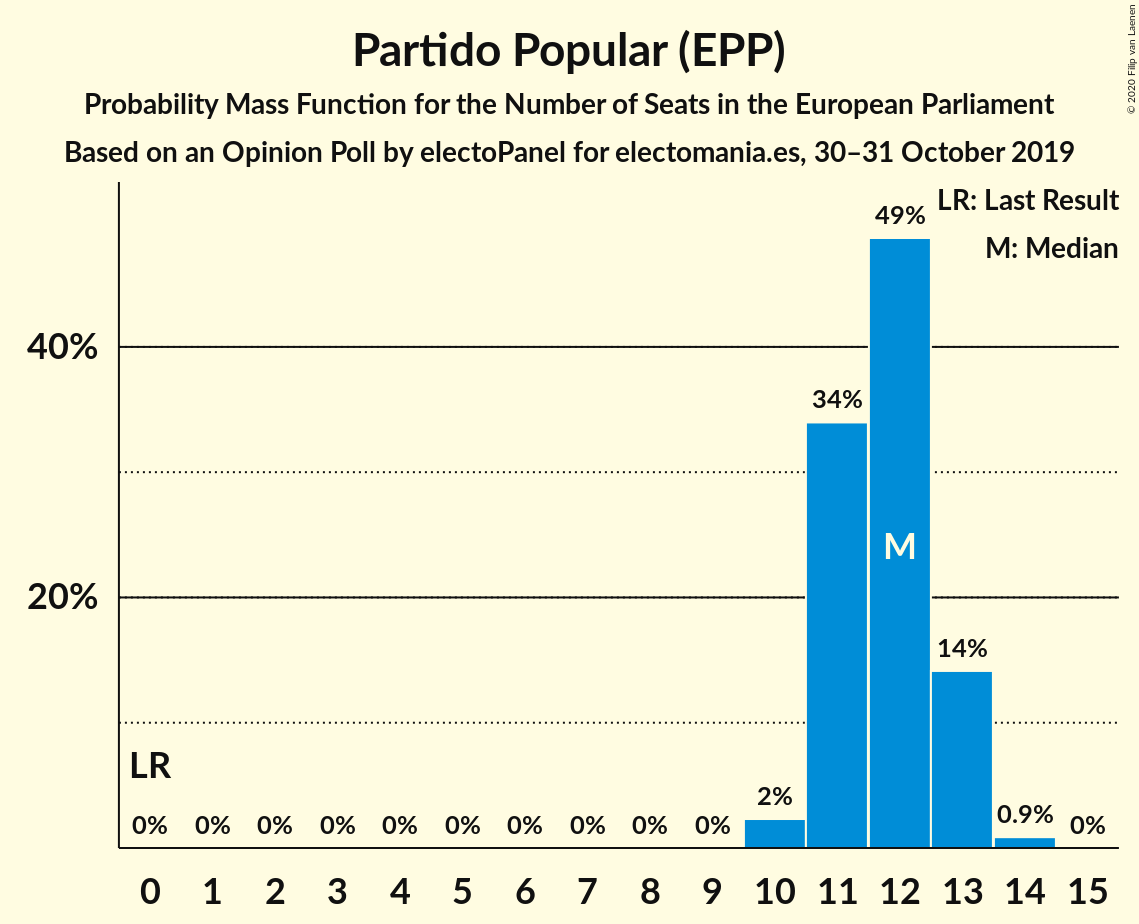 Partido Popular (EPP)
Probability Mass Function for the Number of Seats in the European Parliament
Based on an Opinion Poll by electoPanel for electomania.es, 30–31 October 2019
© 2020 Filip van Laenen
LR: Last Result
M: Median
49%
40%
34%
M
20%
14%
LR
0% 0% 0% 0% 0% 0% 0% 0% 0% 0% 2% 0.9% 0%
0 1 2 3 4 5 6 7 8 9 10 11 12 13 14 15